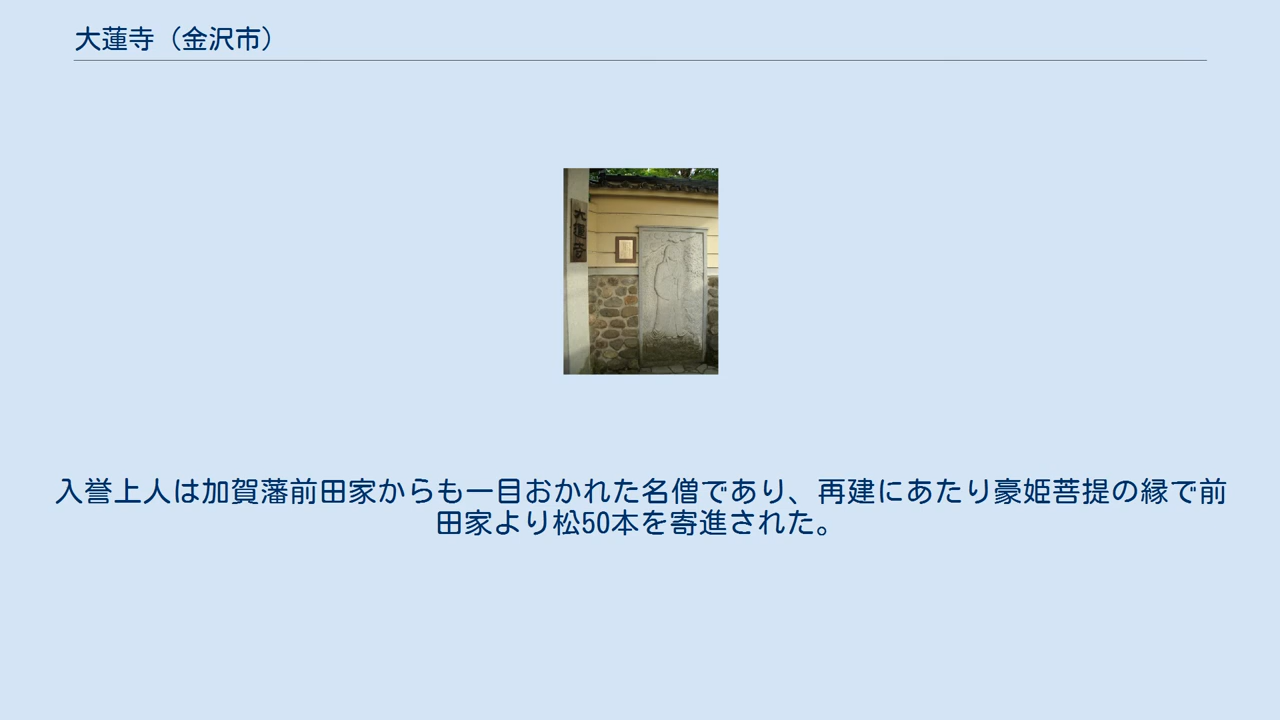 大蓮寺（金沢市）
大蓮寺
入誉上人は加賀藩前田家からも一目おかれた名僧であり、再建にあたり豪姫菩提の縁で前
田家より松50本を寄進された。